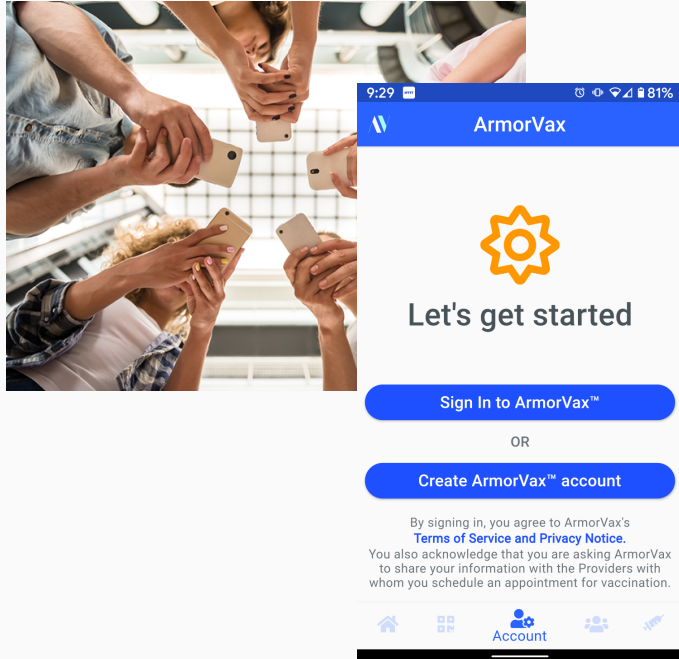 9:29
81%
ArmorVax
Let's get started
Sign In to ArmorVax™
OR
Create ArmorVax™ account
By signing in, you agree to ArmorVax's
Terms of Service and Privacy Notice.
You also acknowledge that you are asking ArmorVax
to share your information with the Providers with
whom you schedule an appointment for vaccination.
Account